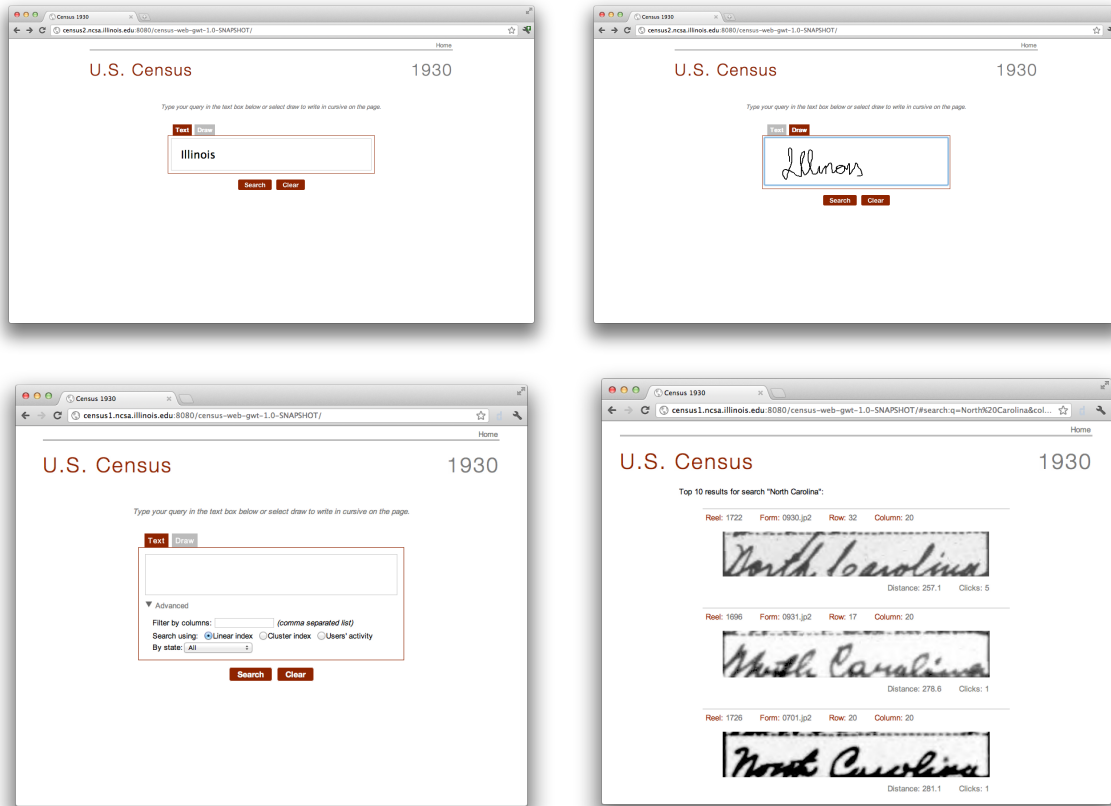 Census 1930
census2.ncsa.illinois.edu:8080/census-web-gwt-1.0-SNAPSHOT/
Home
U.S. Census 1930
Type your query in the text box below or select draw to write in cursive on the page.
Text Draw
Illinois
Search Clear
Census 1930
census2.ncsa.illinois.edu:8080/census-web-gwt-1.0-SNAPSHOT/
Home
U.S. Census 1930
Type your query in the text box below or select draw to write in cursive on the page.
Text Draw
Illinois
Search Clear
Census 1930
census1.ncsa.illinois.edu:8080/census-web-gwt-1.0-SNAPSHOT/
Home
U.S. Census 1930
Type your query in the text box below or select draw to write in cursive on the page.
Text Draw
Advanced
Filter by columns: (comma separated list)
Search using: Linear index Cluster index Users' activity
By state: All
Search Clear
Census 1930
census1.ncsa.illinois.edu:8080/census-web-gwt-1.0-SNAPSHOT/#search:q=North%20Carolina&col...
Home
U.S. Census 1930
Top 10 results for search "North Carolina":
Reel: 1722 Form: 0930.jp2 Row: 32 Column: 20
North Carolina
Distance: 257.1 Clicks: 5
Reel: 1696 Form: 0931.jp2 Row: 17 Column: 20
North Carolina
Distance: 278.6 Clicks: 1
Reel: 1726 Form: 0701.jp2 Row: 20 Column: 20
North Carolina
Distance: 281.1 Clicks: 1